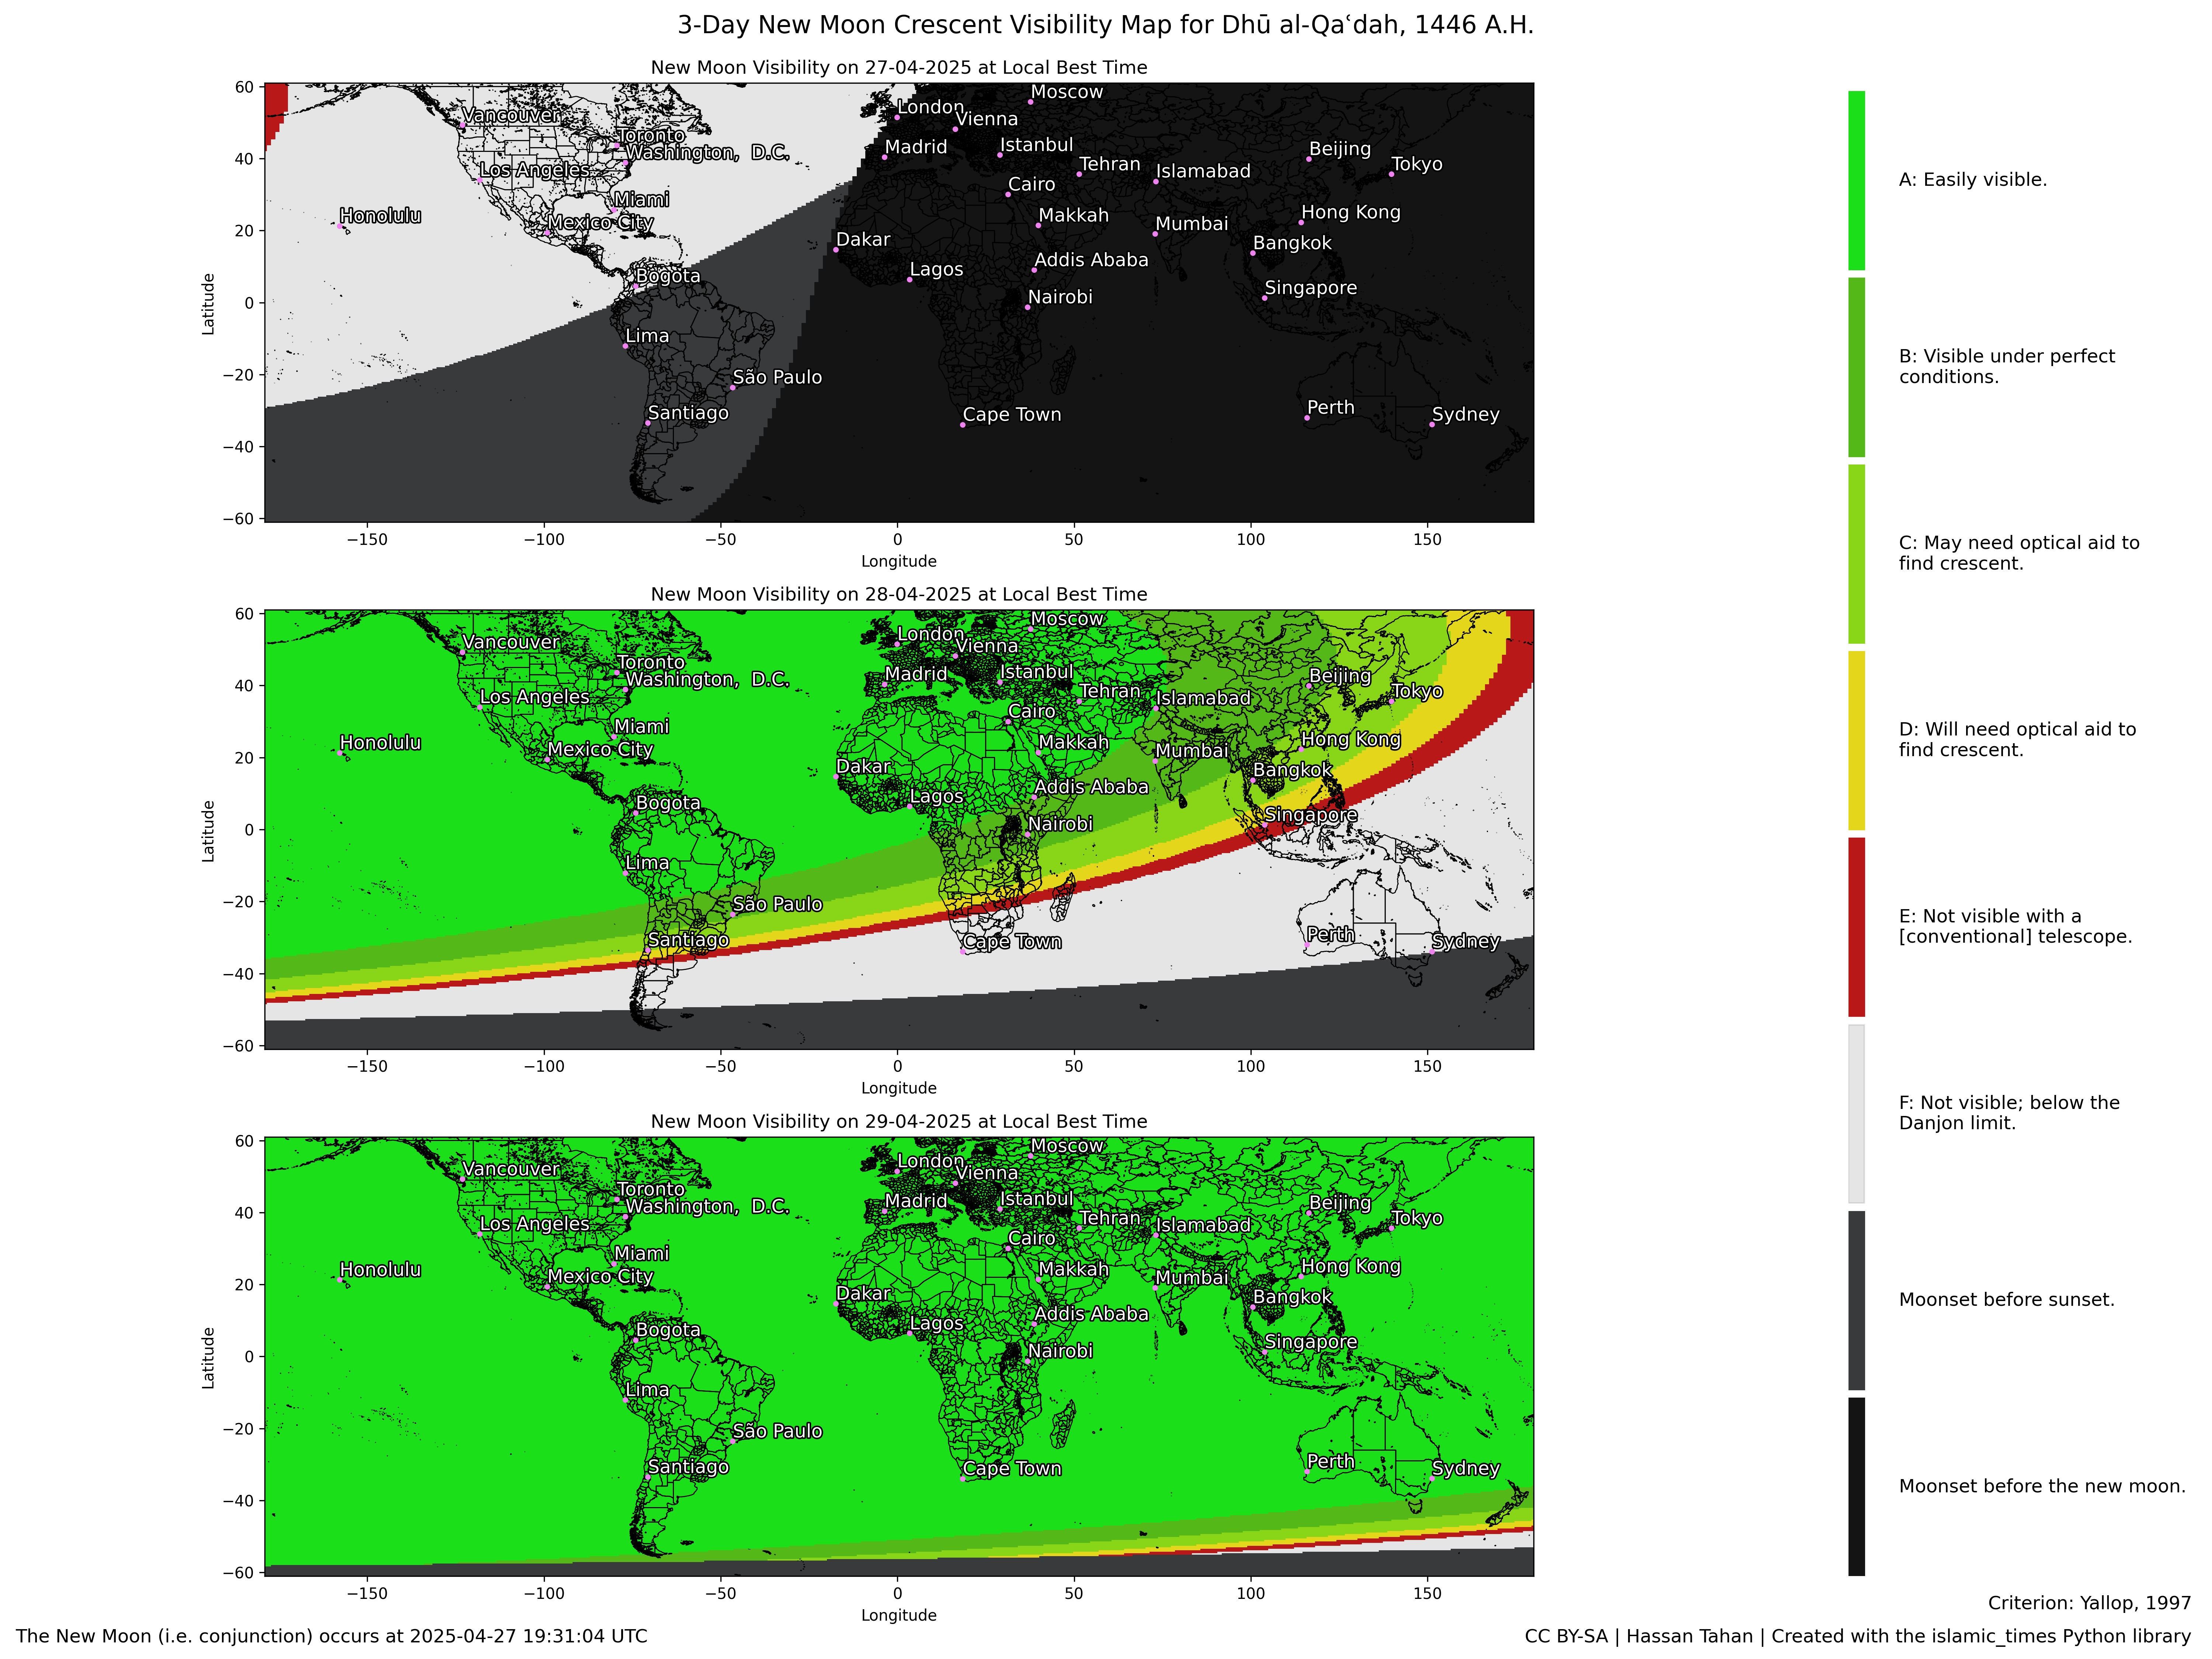 3-Day New Moon Crescent Visibility Map for Dhū al-Qaʿdah, 1446 A.H.
New Moon Visibility on 27-04-2025 at Local Best Time
60
40
20
0
−20
−40
−60
Latitude
Moscow
London
Vienna
Vancouver
Toronto
Washington, D.C.
Madrid
Istanbul
Beijing
Tehran
Islamabad
Tokyo
Los Angeles
Cairo
Miami
Honolulu
Mexico City
Makkah
Mumbai
Hong Kong
Dakar
Bangkok
Bogota
Lagos
Addis Ababa
Singapore
Nairobi
Lima
São Paulo
Santiago
Cape Town
Perth
Sydney
−150
−100
−50
0
50
100
150
Longitude
New Moon Visibility on 28-04-2025 at Local Best Time
60
40
20
0
−20
−40
−60
Latitude
Moscow
London
Vienna
Vancouver
Toronto
Washington, D.C.
Madrid
Istanbul
Beijing
Tehran
Islamabad
Tokyo
Los Angeles
Cairo
Miami
Honolulu
Mexico City
Makkah
Mumbai
Hong Kong
Dakar
Bangkok
Bogota
Lagos
Addis Ababa
Singapore
Nairobi
Lima
São Paulo
Santiago
Cape Town
Perth
Sydney
−150
−100
−50
0
50
100
150
Longitude
New Moon Visibility on 29-04-2025 at Local Best Time
60
40
20
0
−20
−40
−60
Latitude
Moscow
London
Vienna
Vancouver
Toronto
Washington, D.C.
Madrid
Istanbul
Beijing
Tehran
Islamabad
Tokyo
Los Angeles
Cairo
Miami
Honolulu
Mexico City
Makkah
Mumbai
Hong Kong
Dakar
Bangkok
Bogota
Lagos
Addis Ababa
Singapore
Nairobi
Lima
São Paulo
Santiago
Cape Town
Perth
Sydney
−150
−100
−50
0
50
100
150
Longitude
A: Easily visible.
B: Visible under perfect
conditions.
C: May need optical aid to
find crescent.
D: Will need optical aid to
find crescent.
E: Not visible with a
[conventional] telescope.
F: Not visible; below the
Danjon limit.
Moonset before sunset.
Moonset before the new moon.
Criterion: Yallop, 1997
The New Moon (i.e. conjunction) occurs at 2025-04-27 19:31:04 UTC
CC BY-SA | Hassan Tahan | Created with the islamic_times Python library